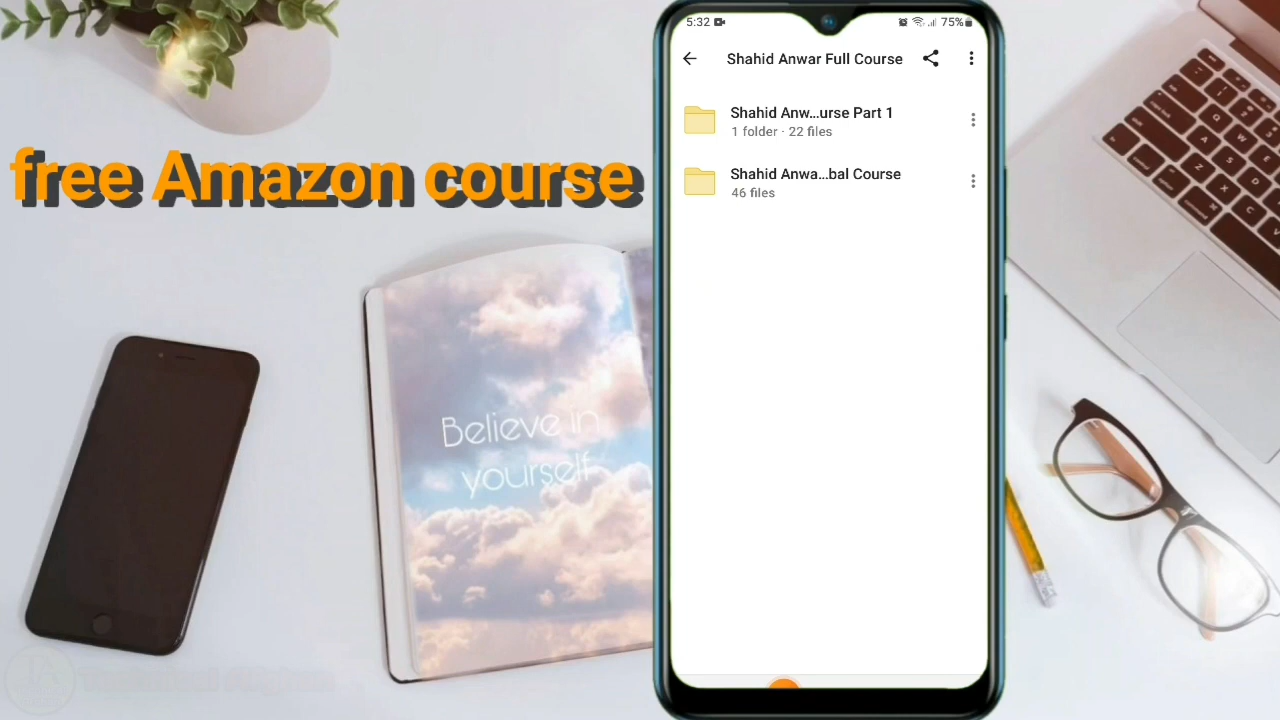 free Amazon course
Believe in
yourself
5:32
75%
Shahid Anwar Full Course
Shahid Anw...urse Part 1
1 folder · 22 files
Shahid Anwa...bal Course
46 files